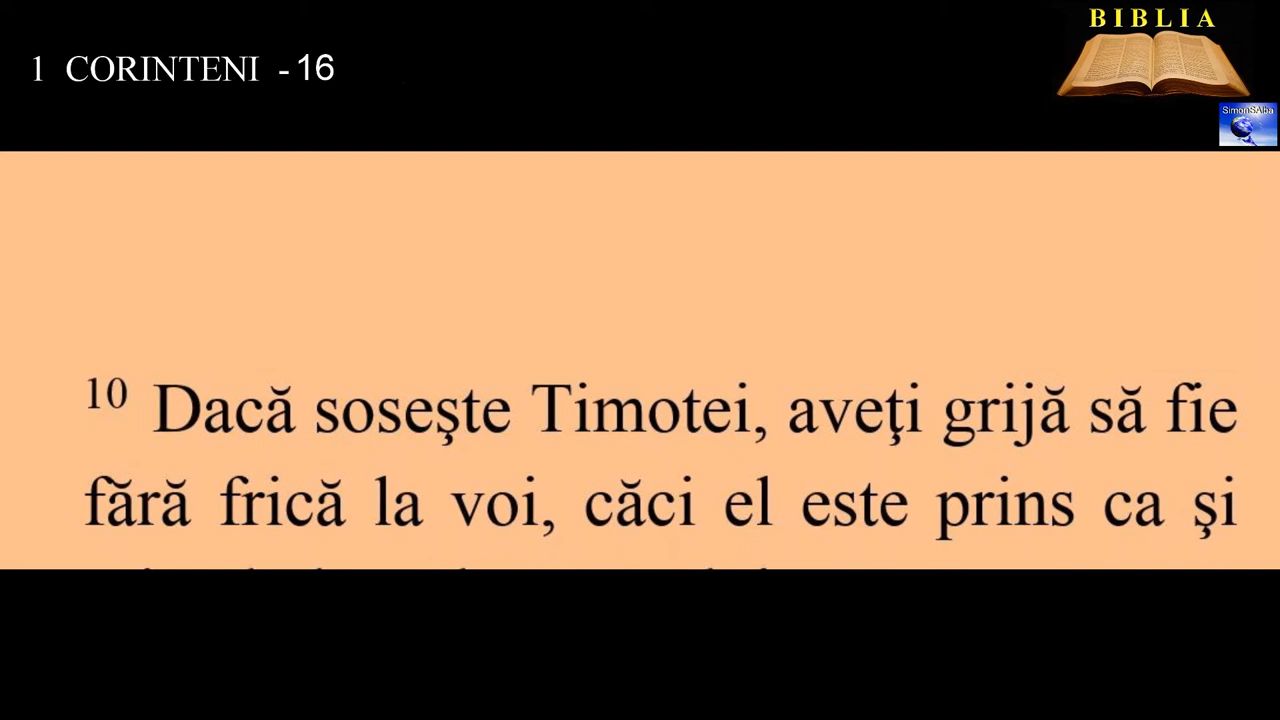 BIBLIA
1 CORINTENI - 16
SimonSAlba
10 Dacă soseşte Timotei, aveţi grijă să fie
fără frică la voi, căci el este prins ca şi